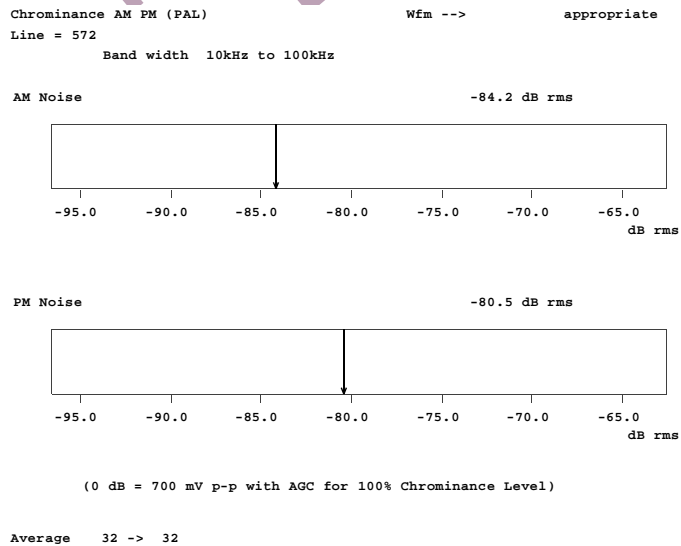 Chrominance AM PM (PAL) Wfm --> appropriate
Line = 572
Band width 10kHz to 100kHz
AM Noise -84.2 dB rms
-95.0 -90.0 -85.0 -80.0 -75.0 -70.0 -65.0
dB rms
PM Noise -80.5 dB rms
-95.0 -90.0 -85.0 -80.0 -75.0 -70.0 -65.0
dB rms
(0 dB = 700 mV p-p with AGC for 100% Chrominance Level)
Average 32 -> 32